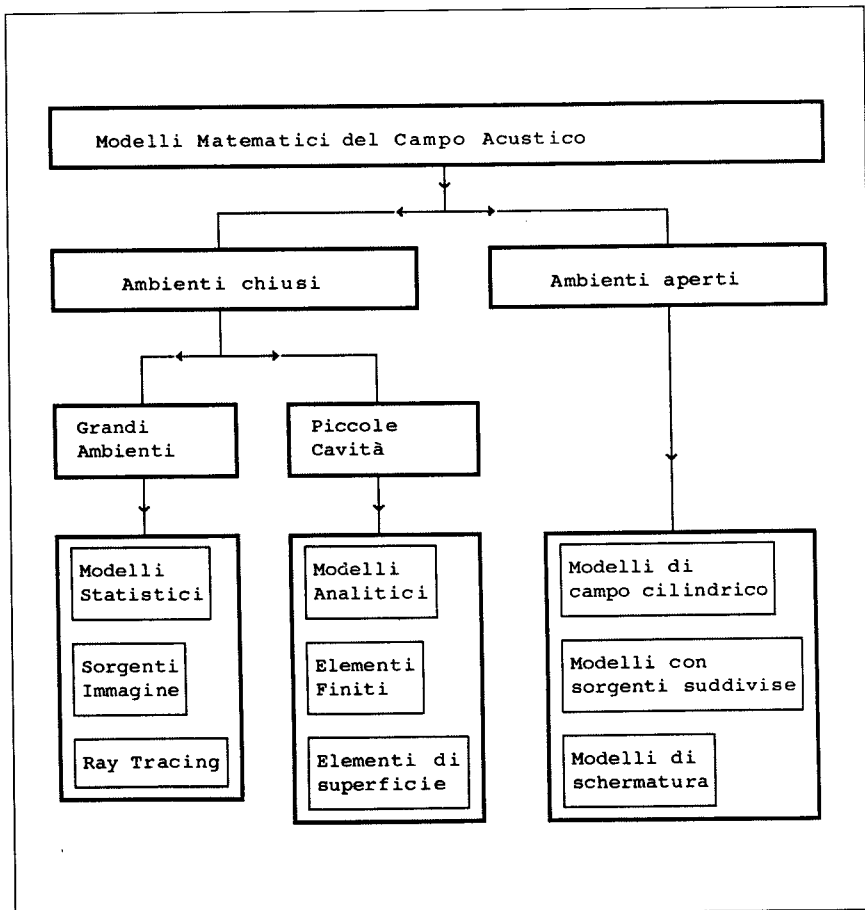 Modelli Matematici del Campo Acustico
Ambienti chiusi
Ambienti aperti
Grandi
Ambienti
Piccole
Cavità
Modelli
Statistici
Sorgenti
Immagine
Ray Tracing
Modelli
Analitici
Elementi
Finiti
Elementi di
superficie
Modelli di
campo cilindrico
Modelli con
sorgenti suddivise
Modelli di
schermatura